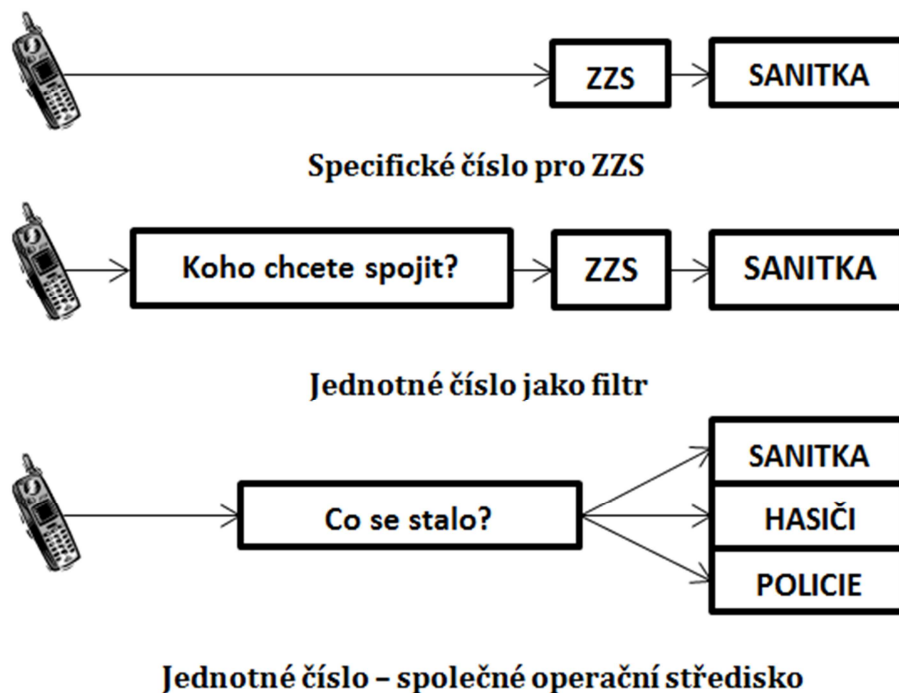 ZZS SANITKA
Specifické číslo pro ZZS
Koho chcete spojit? ZZS SANITKA
Jednotné číslo jako filtr
SANITKA
Co se stalo? HASIČI
POLICIE
Jednotné číslo – společné operační středisko